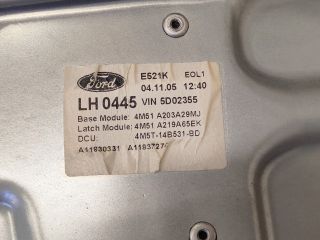 Ford E521K EOL1
04.11.05 12:40
LH 0445 VIN 5D02355
Base Module: 4M51 A203A29MJ
Latch Module: 4M51 A219A65EK
DCU: 4M5T-14B531-BD
A11830331 A1183727